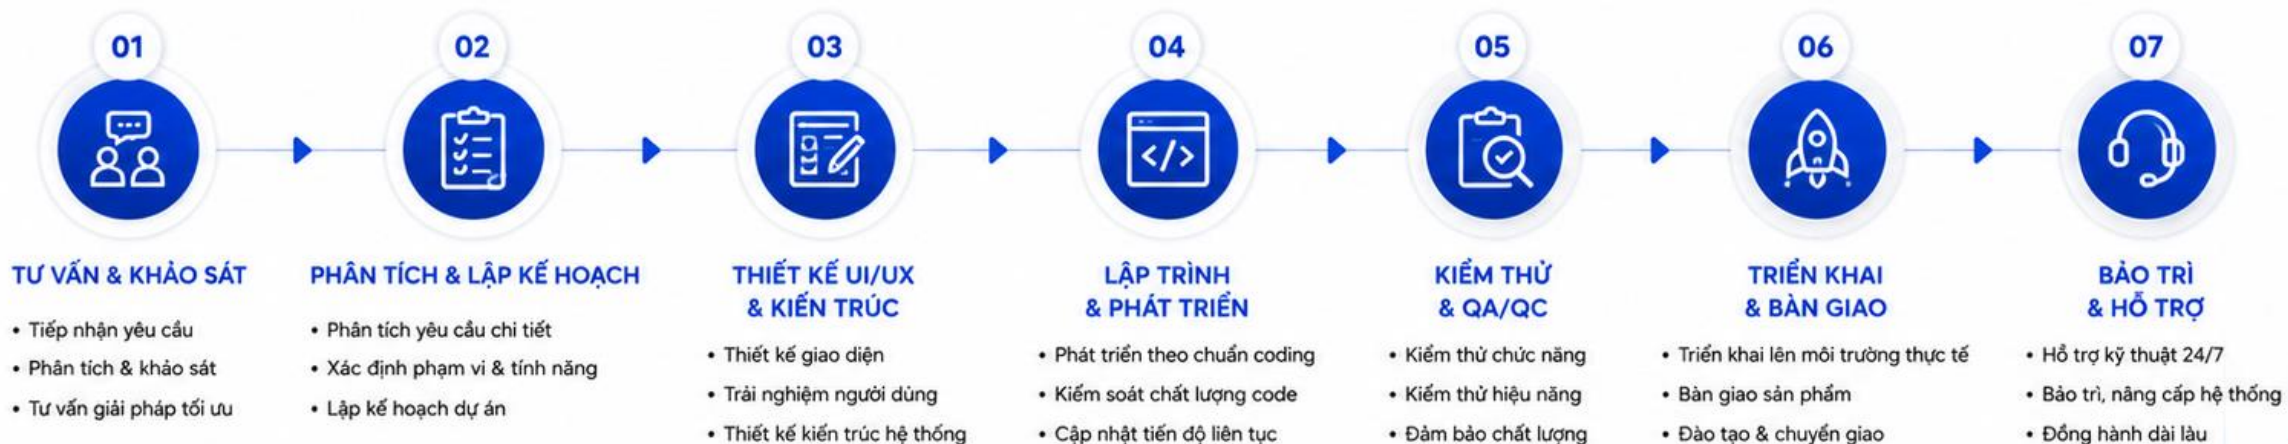 01
TƯ VẤN & KHẢO SÁT
• Tiếp nhận yêu cầu
• Phân tích & khảo sát
• Tư vấn giải pháp tối ưu
02
PHÂN TÍCH & LẬP KẾ HOẠCH
• Phân tích yêu cầu chi tiết
• Xác định phạm vi & tính năng
• Lập kế hoạch dự án
03
THIẾT KẾ UI/UX
& KIẾN TRÚC
• Thiết kế giao diện
• Trải nghiệm người dùng
• Thiết kế kiến trúc hệ thống
04
</>
LẬP TRÌNH
& PHÁT TRIỂN
• Phát triển theo chuẩn coding
• Kiểm soát chất lượng code
• Cập nhật tiến độ liên tục
05
KIỂM THỬ
& QA/QC
• Kiểm thử chức năng
• Kiểm thử hiệu năng
• Đảm bảo chất lượng
06
TRIỂN KHAI
& BÀN GIAO
• Triển khai lên môi trường thực tế
• Bàn giao sản phẩm
• Đào tạo & chuyển giao
07
BẢO TRÌ
& HỖ TRỢ
• Hỗ trợ kỹ thuật 24/7
• Bảo trì, nâng cấp hệ thống
• Đồng hành dài lâu